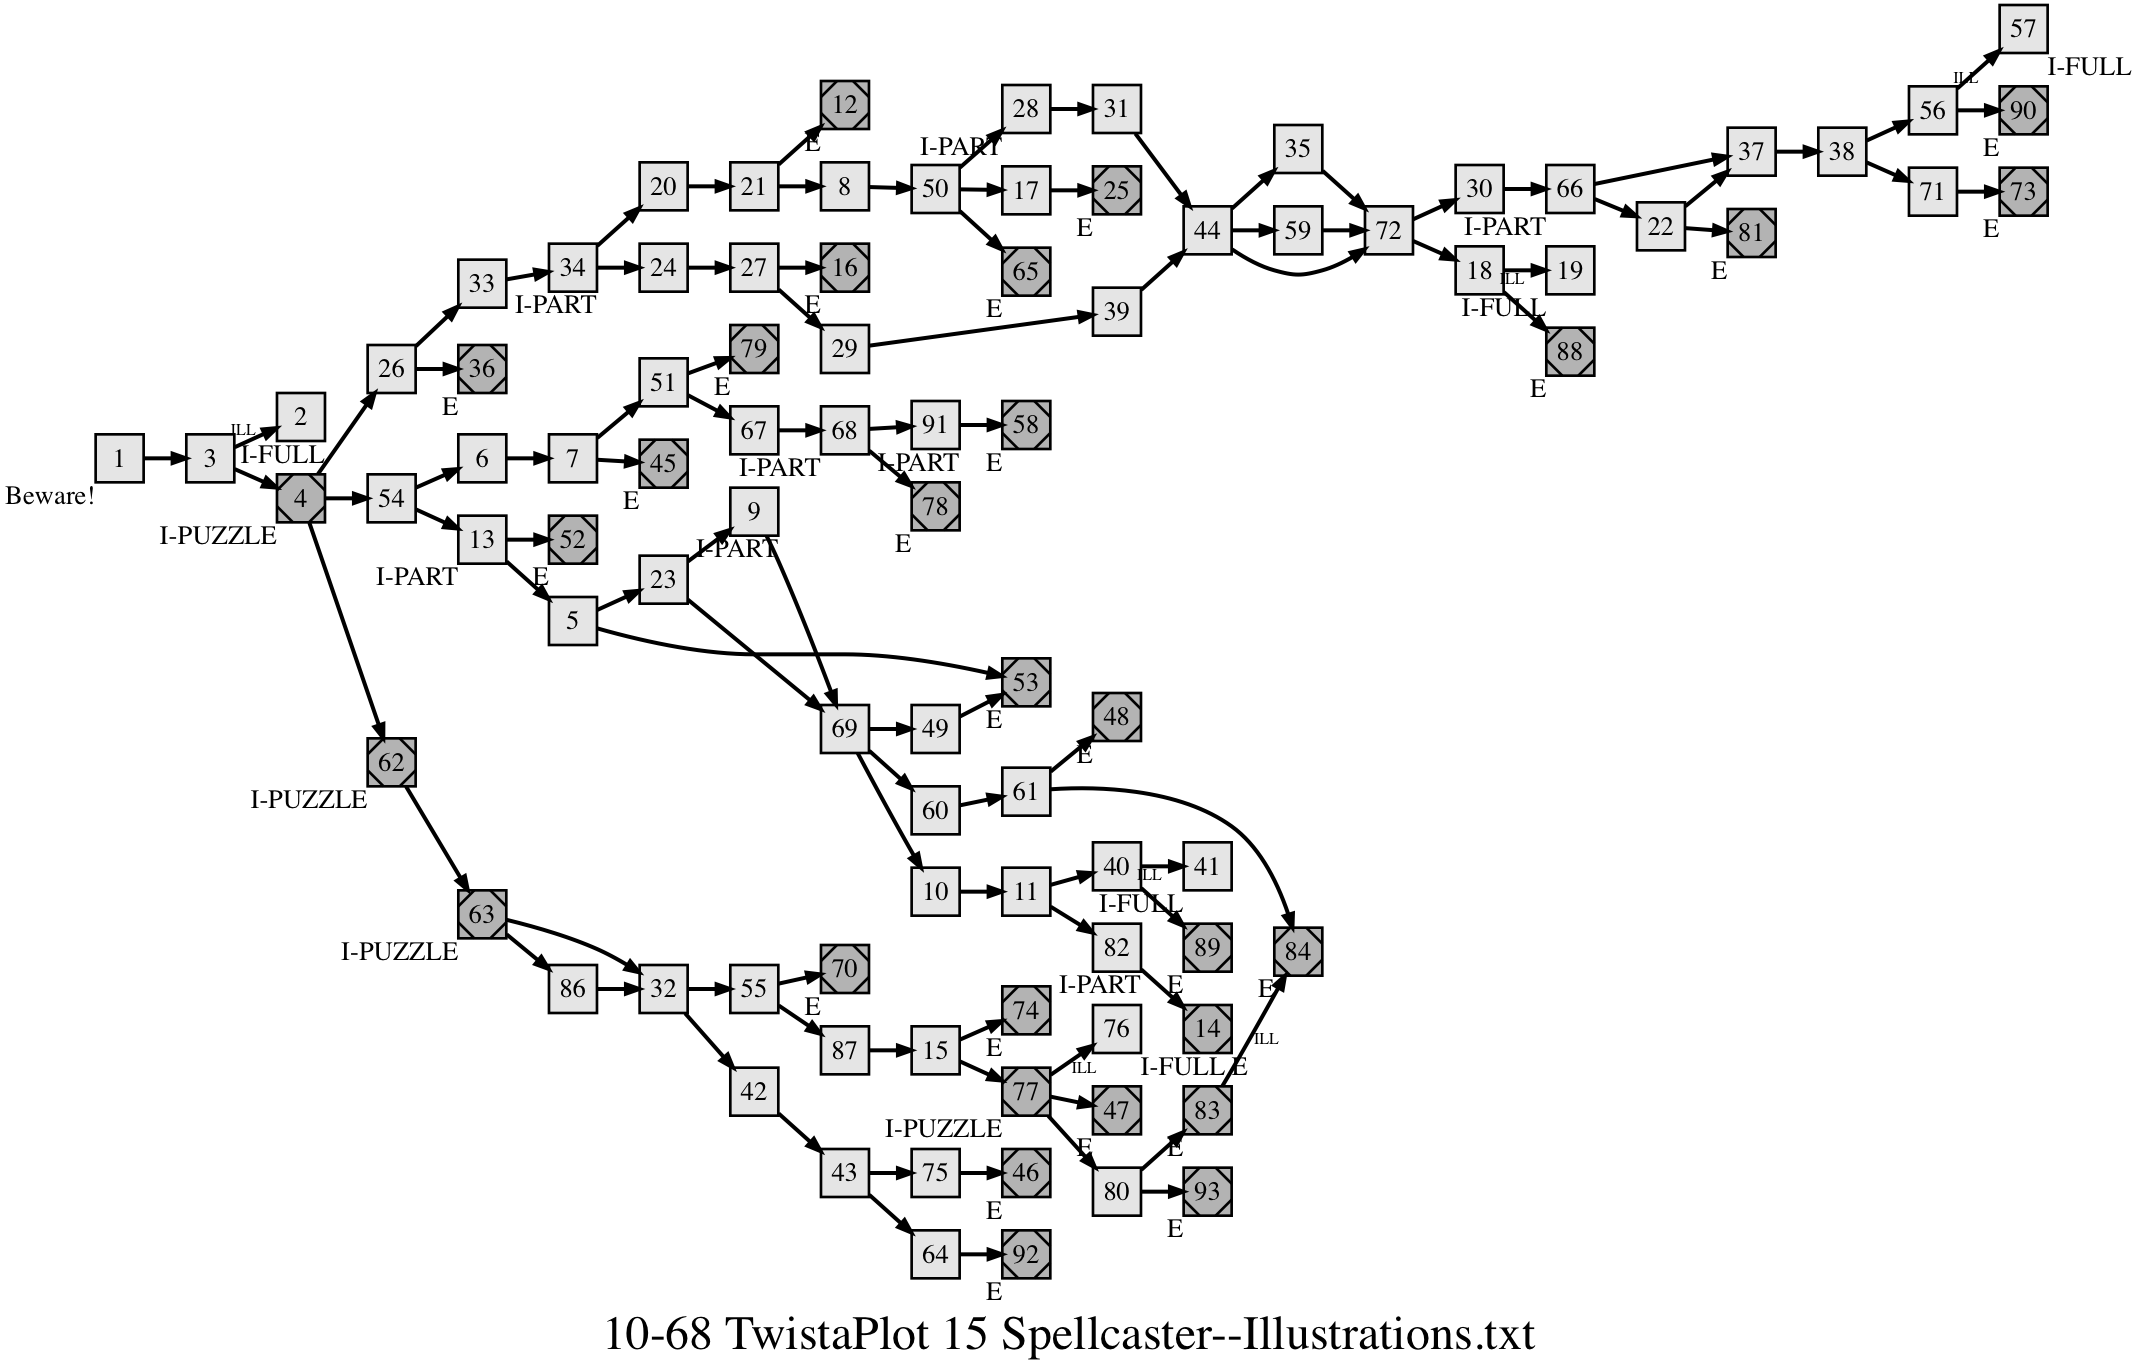 57
ILL
I-FULL
12
28
31
56
90
E
I-PART
E
35
37
38
20
21
8
50
17
25
30
66
71
73
E
I-PART
E
44
59
72
22
81
E
33
34
24
27
16
65
18
ILL
19
I-PART
E
E
I-FULL
39
26
36
79
29
88
E
51
E
E
2
ILL
67
68
91
58
1
3
I-FULL
6
7
45
I-PART
I-PART
E
Beware!
4
54
E
9
78
I-PUZZLE
13
52
I-PART
E
I-PART
E
23
5
53
69
49
E
48
62
E
I-PUZZLE
60
61
40
ILL
41
10
11
I-FULL
63
82
89
84
I-PUZZLE
86
32
55
70
I-PART
E
E
E
74
76
14
ILL
87
15
E
ILL
I-FULL
E
42
77
47
83
I-PUZZLE
E
E
43
75
46
80
93
E
E
64
92
E
10-68 TwistaPlot 15 Spellcaster--Illustrations.txt